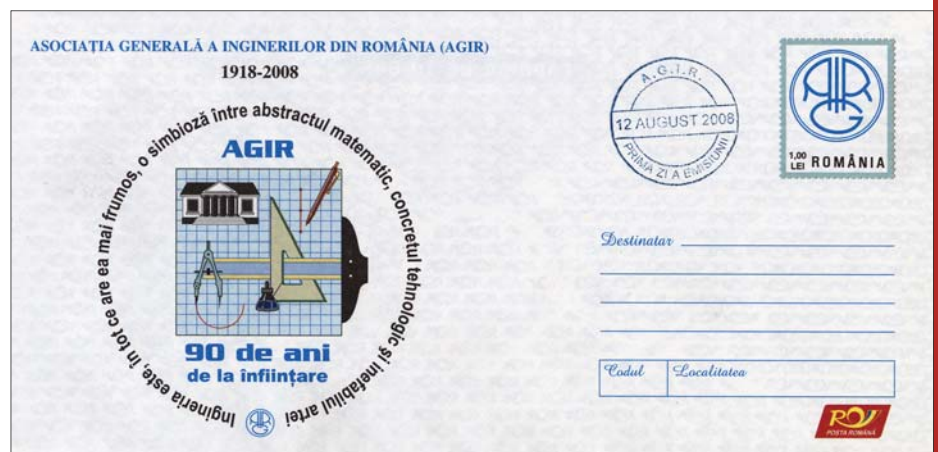 ASOCIAȚIA GENERALĂ A INGINERILOR DIN ROMÂNIA (AGIR)
1918-2008
Ingineria este, în tot ce are ea mai frumos, o simbioză între abstractul matematic, concretul tehnologic și inefabilul artei
AGIR
90 de ani
de la înființare
A.G.I.R.
12 AUGUST 2008
PRIMA ZI A EMISIUNII
1,00
LEI ROMÂNIA
Destinatar
Codul Localitatea
POSTA ROMÂNĂ